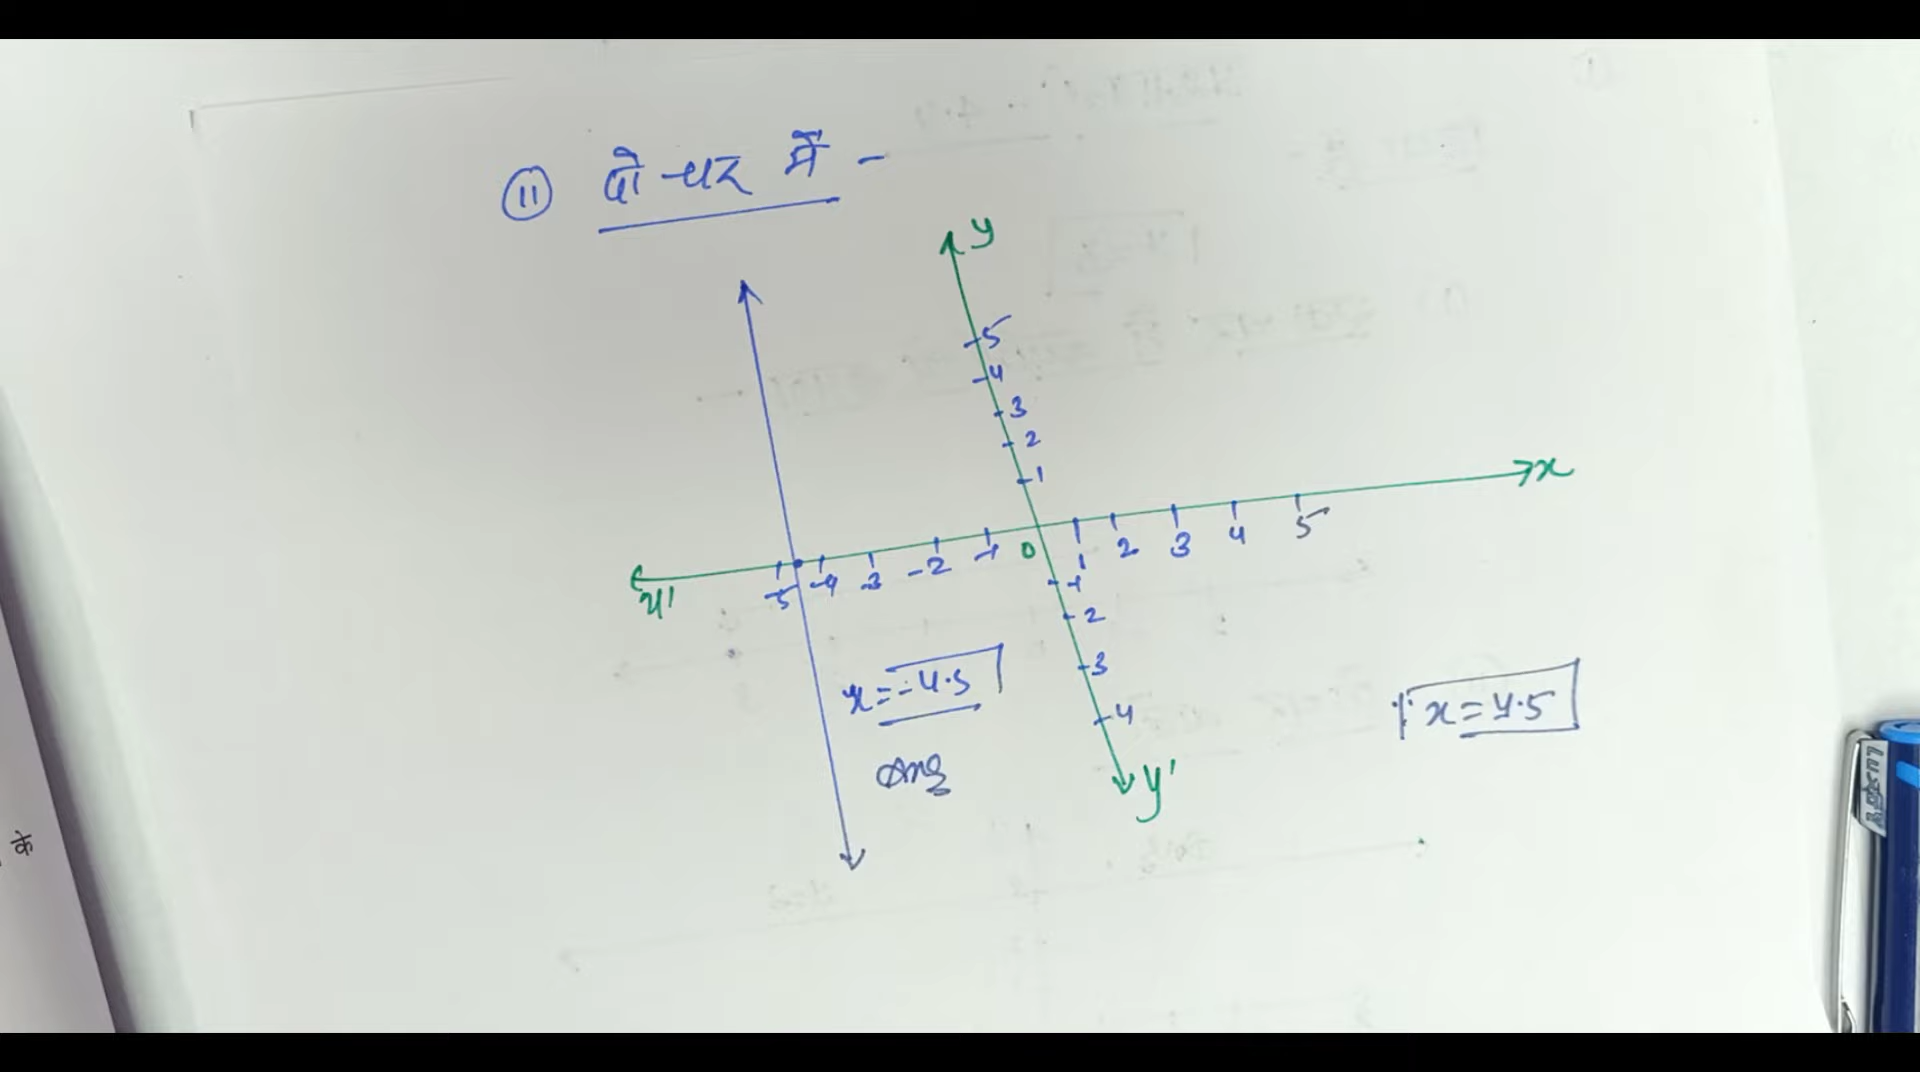 (11) दो चर में -
y
5
4
3
2
1
x' -5 -4 -3 -2 -1 0 1 2 3 4 5 x
-1
-2
-3
-4
y'
x = -4.5
Ans
x = 4.5
के